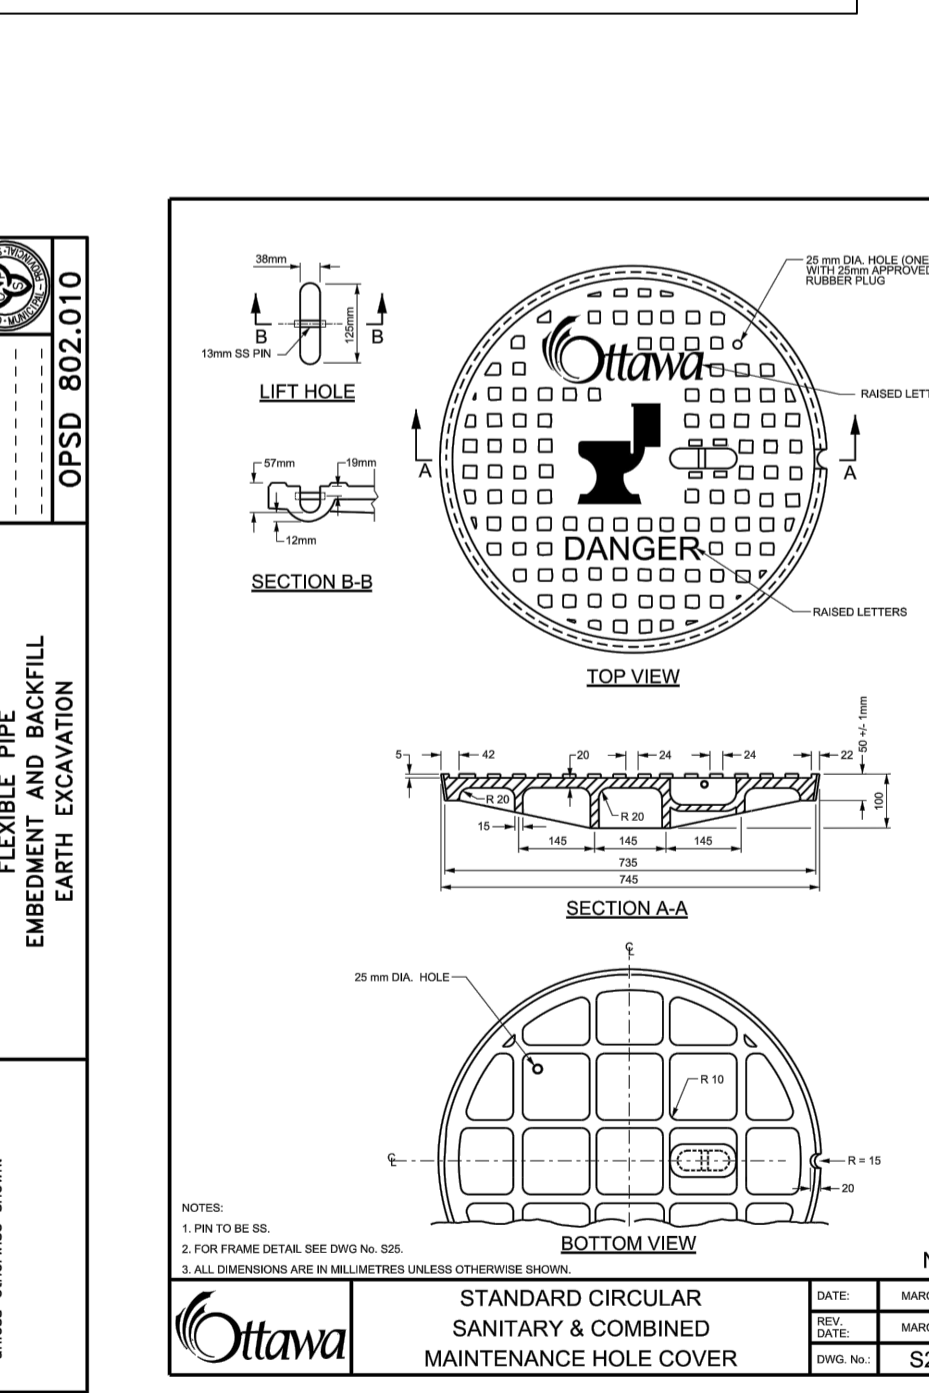 OPSD 802.010
FLEXIBLE PIPE
EMBEDMENT AND BACKFILL
EARTH EXCAVATION
38mm
B
B
125mm
13mm SS PIN
LIFT HOLE
57mm
19mm
12mm
SECTION B-B
25 mm DIA. HOLE (ONE
WITH 25mm APPROVED
RUBBER PLUG
Ottawa
RAISED LETT
A
A
DANGER
RAISED LETTERS
TOP VIEW
5
42
20
24
24
22
50 +/- 1mm
R 20
R 20
100
15
145
145
145
735
745
SECTION A-A
25 mm DIA. HOLE
R 10
R = 15
20
BOTTOM VIEW
NOTES:
1. PIN TO BE SS.
2. FOR FRAME DETAIL SEE DWG No. S25.
3. ALL DIMENSIONS ARE IN MILLIMETRES UNLESS OTHERWISE SHOWN.
Ottawa
STANDARD CIRCULAR
SANITARY & COMBINED
MAINTENANCE HOLE COVER
DATE:
MARC
REV.
DATE:
MARC
DWG. No.:
S2